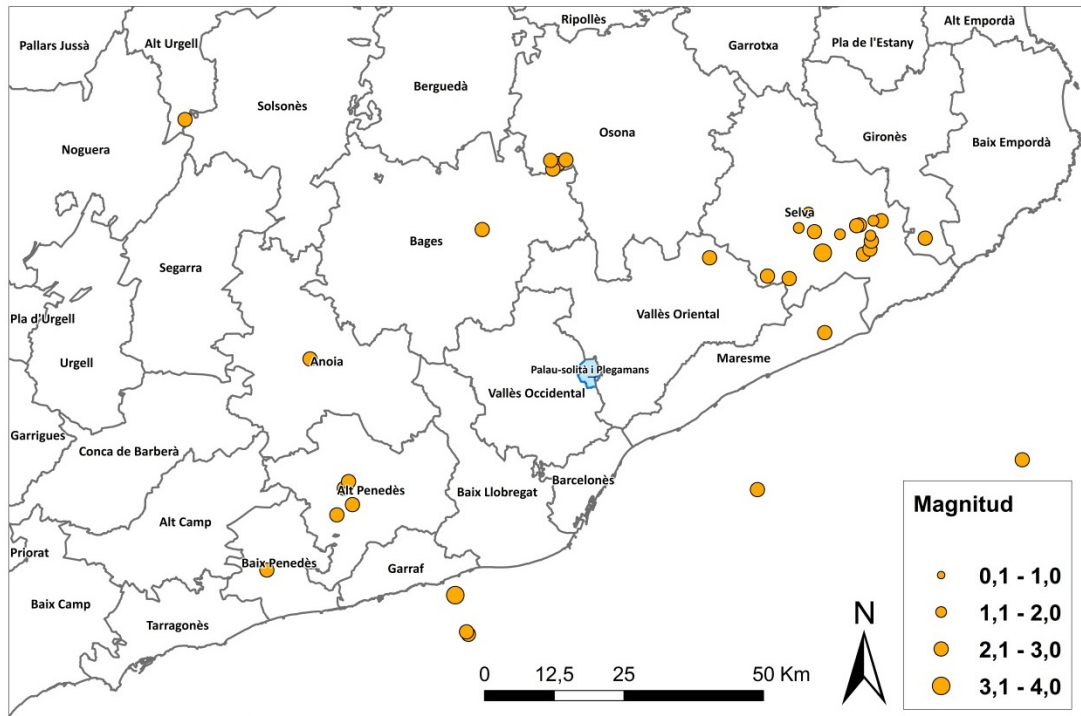 Ripollès
Alt Empordà
Pallars Jussà
Alt Urgell
Garrotxa
Pla de l'Estany
Berguedà
Solsonès
Osona
Noguera
Gironès
Baix Empordà
Selva
Bages
Segarra
Pla d'Urgell
Vallès Oriental
Urgell
Anoia
Maresme
Palau-solità i Plegamans
Vallès Occidental
Garrigues
Conca de Barberà
Barcelonès
Alt Penedès
Baix Llobregat
Alt Camp
Priorat
Baix Penedès
Garraf
Baix Camp
Tarragonès
Magnitud
0,1 - 1,0
1,1 - 2,0
2,1 - 3,0
3,1 - 4,0
N
0 12,5 25 50 Km